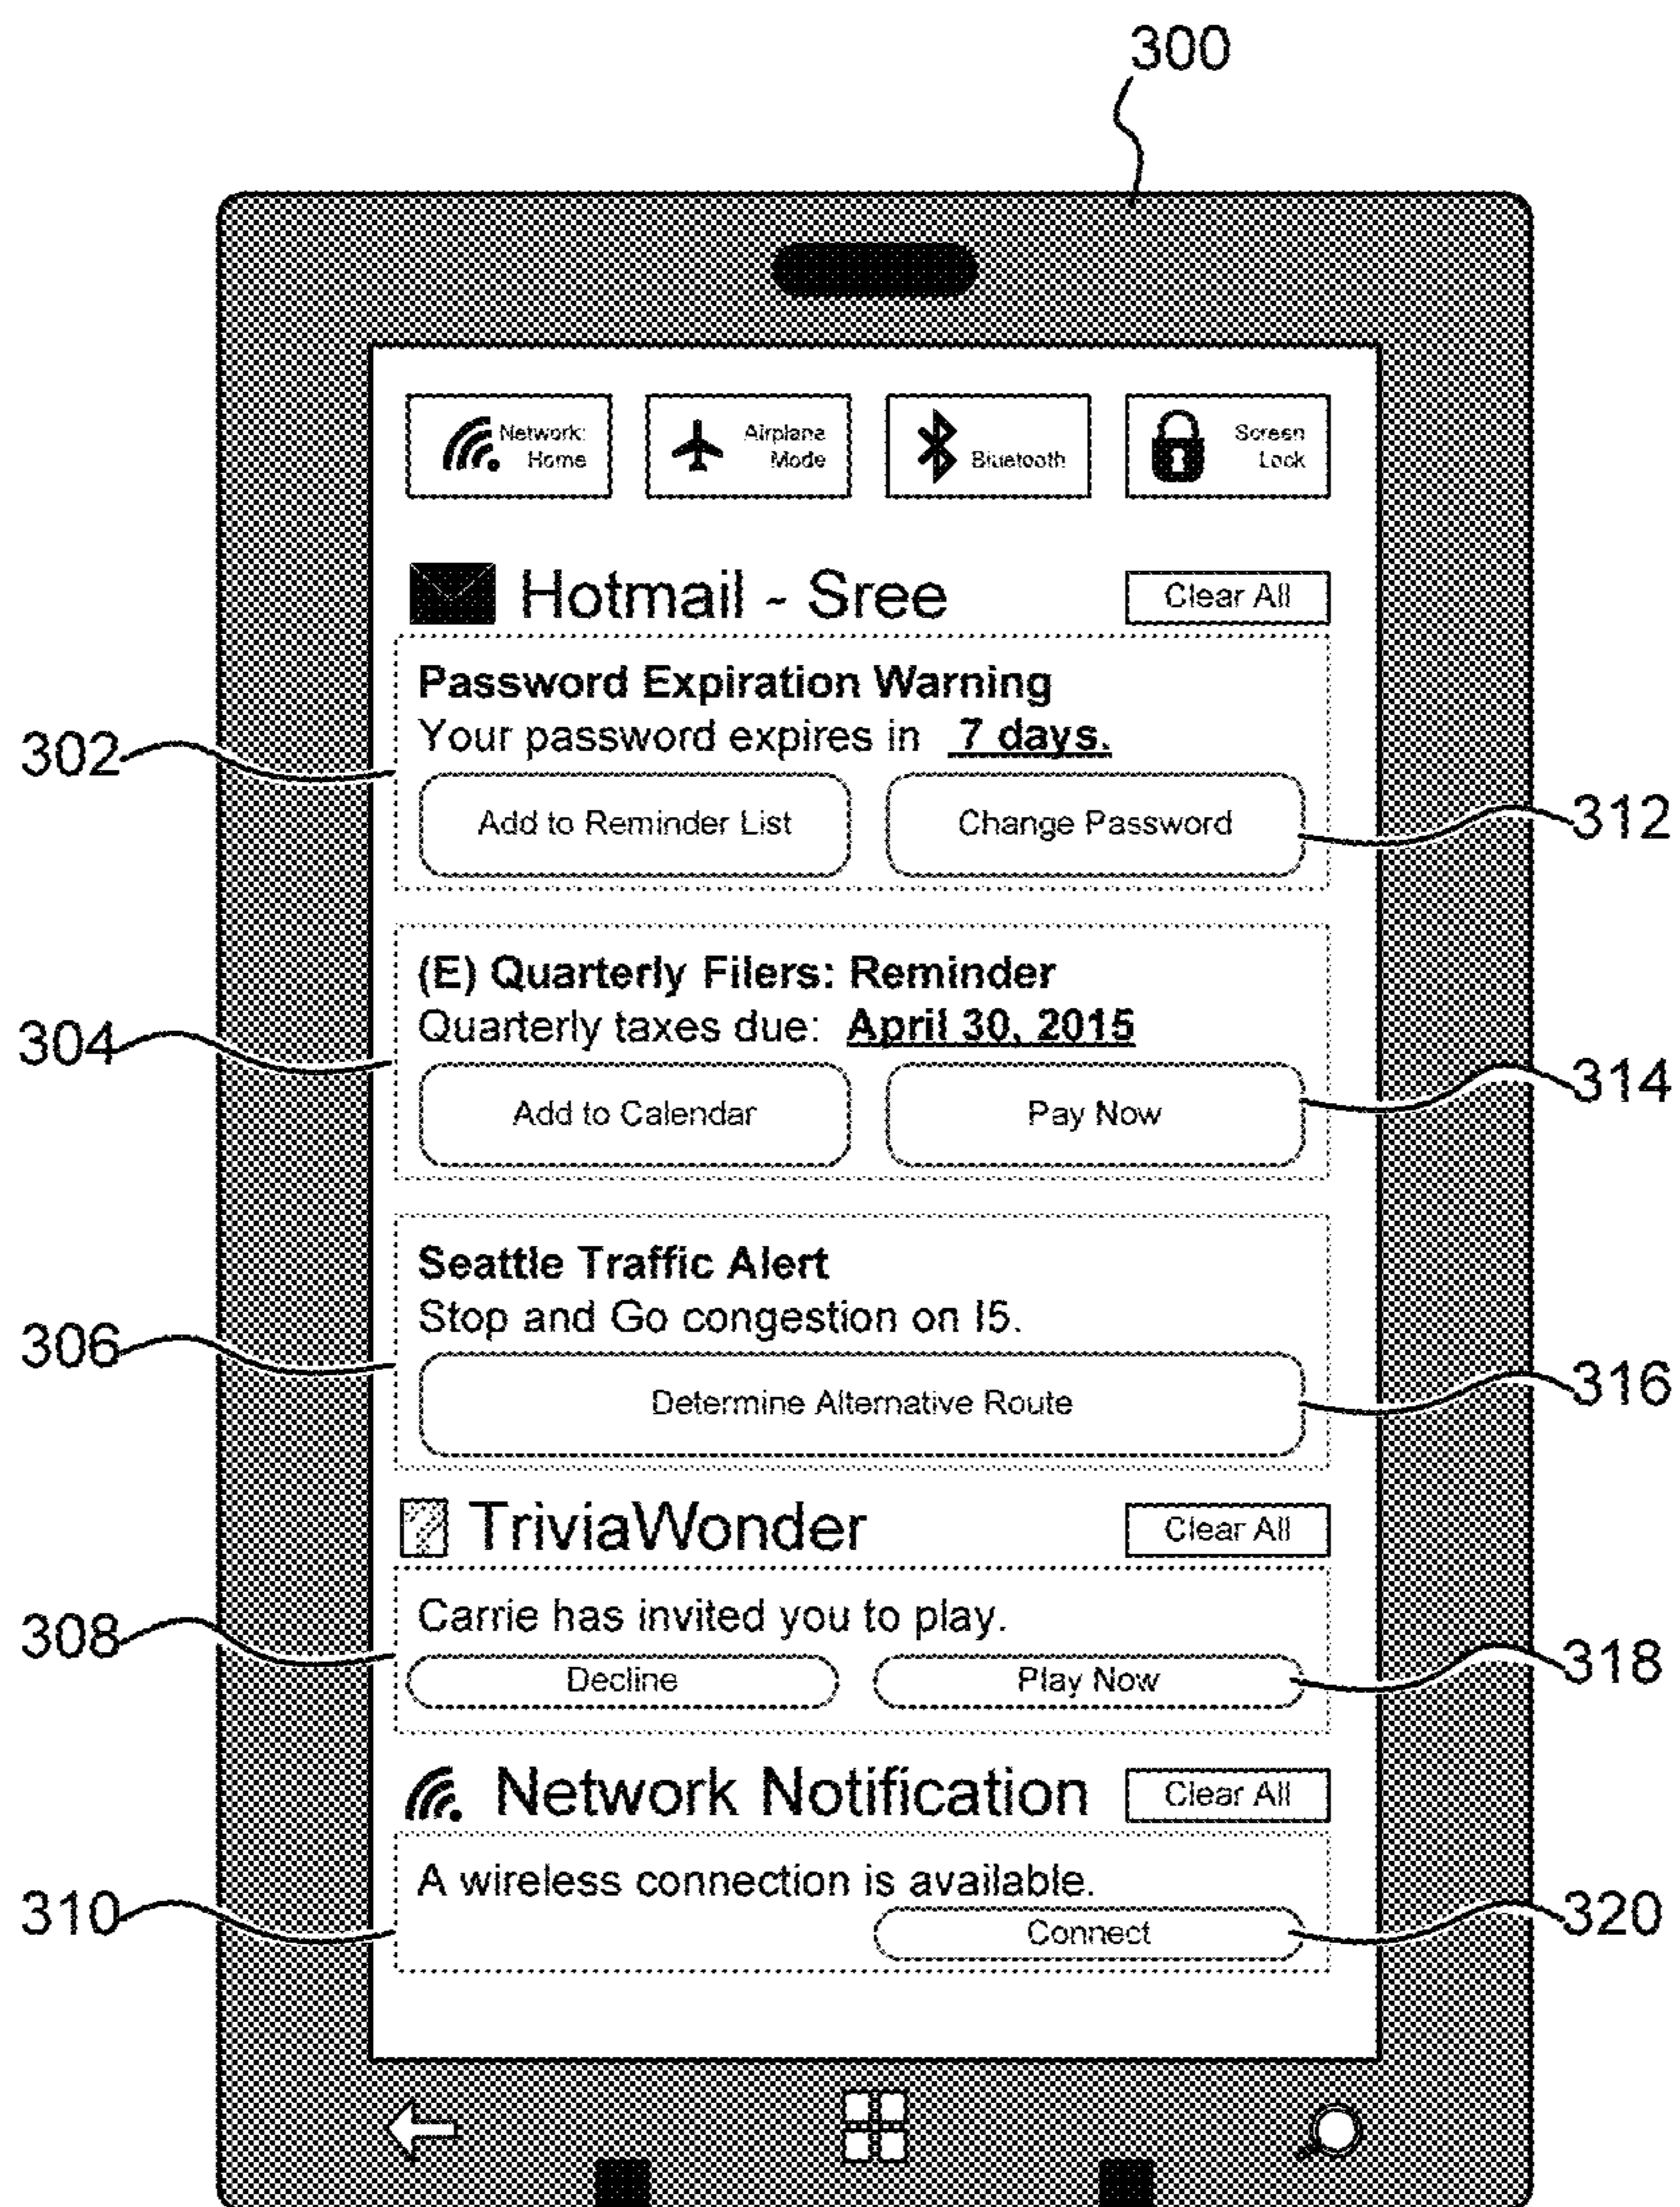 300
Network: Home
Airplane Mode
Bluetooth
Screen Lock
Hotmail - Sree Clear All
Password Expiration Warning
302 Your password expires in 7 days.
Add to Reminder List Change Password 312
(E) Quarterly Filers: Reminder
304 Quarterly taxes due: April 30, 2015
Add to Calendar Pay Now 314
Seattle Traffic Alert
Stop and Go congestion on I5.
306 Determine Alternative Route 316
TriviaWonder Clear All
Carrie has invited you to play.
308 Decline Play Now 318
Network Notification Clear All
A wireless connection is available.
310 Connect 320